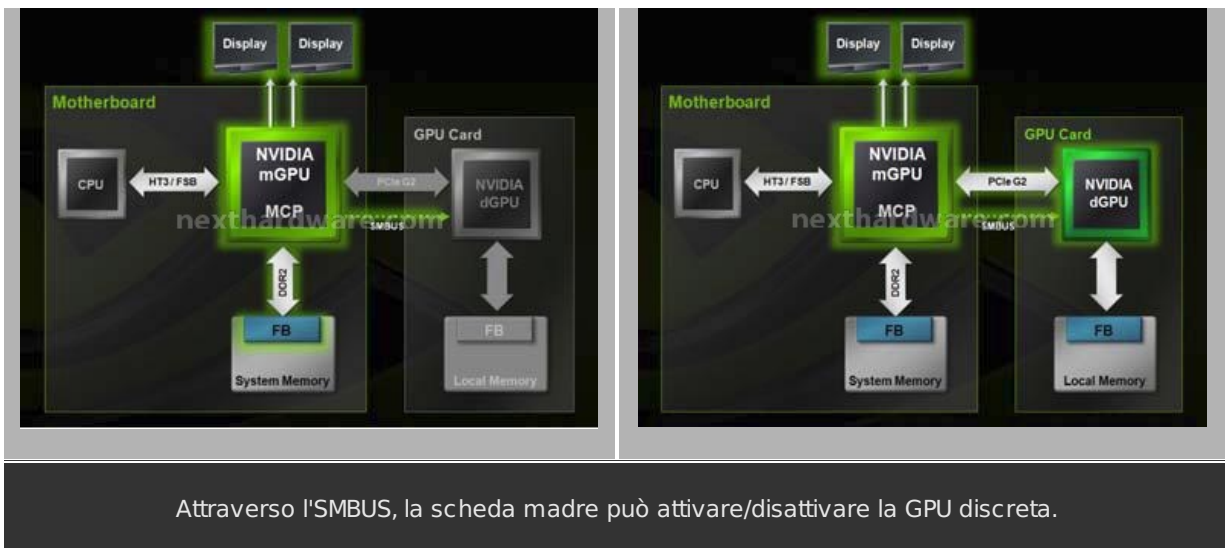 Display
Display
Motherboard
GPU Card
NVIDIA
mGPU
MCP
CPU
HT3 / FSB
PCIe G2
NVIDIA
dGPU
SMBUS
nexthardware.com
DDR2
FB
System Memory
FB
Local Memory
Display
Display
Motherboard
GPU Card
NVIDIA
mGPU
MCP
CPU
HT3 / FSB
PCIe G2
NVIDIA
dGPU
SMBUS
nexthardware.com
DDR2
FB
System Memory
FB
Local Memory
Attraverso l'SMBUS, la scheda madre può attivare/disattivare la GPU discreta.